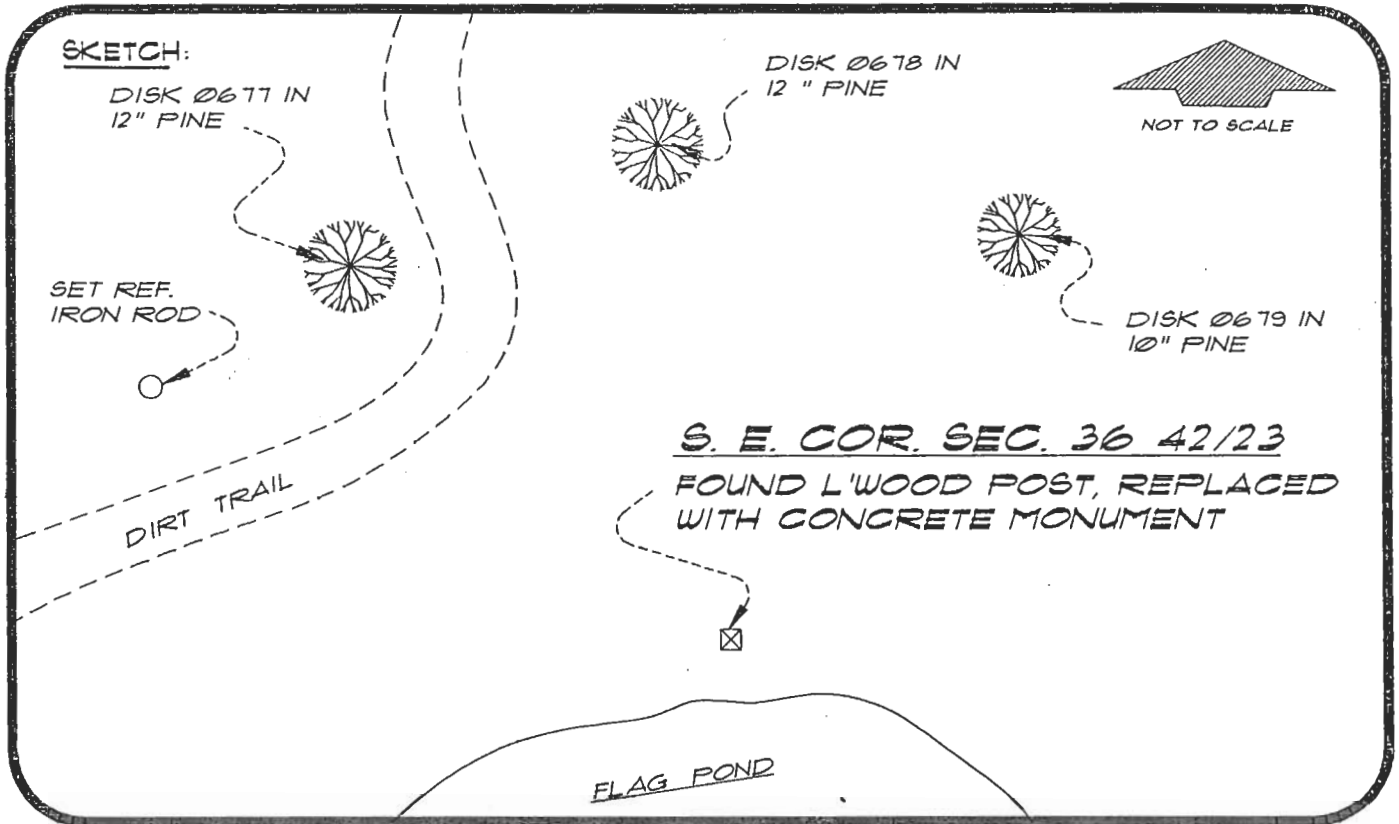 SKETCH:
DISK Ø677 IN
12" PINE
DISK Ø678 IN
12 " PINE
NOT TO SCALE
DISK Ø679 IN
1Ø" PINE
SET REF.
IRON ROD
S. E. COR. SEC. 36 42/23
FOUND L'WOOD POST, REPLACED
WITH CONCRETE MONUMENT
DIRT TRAIL
FLAG POND